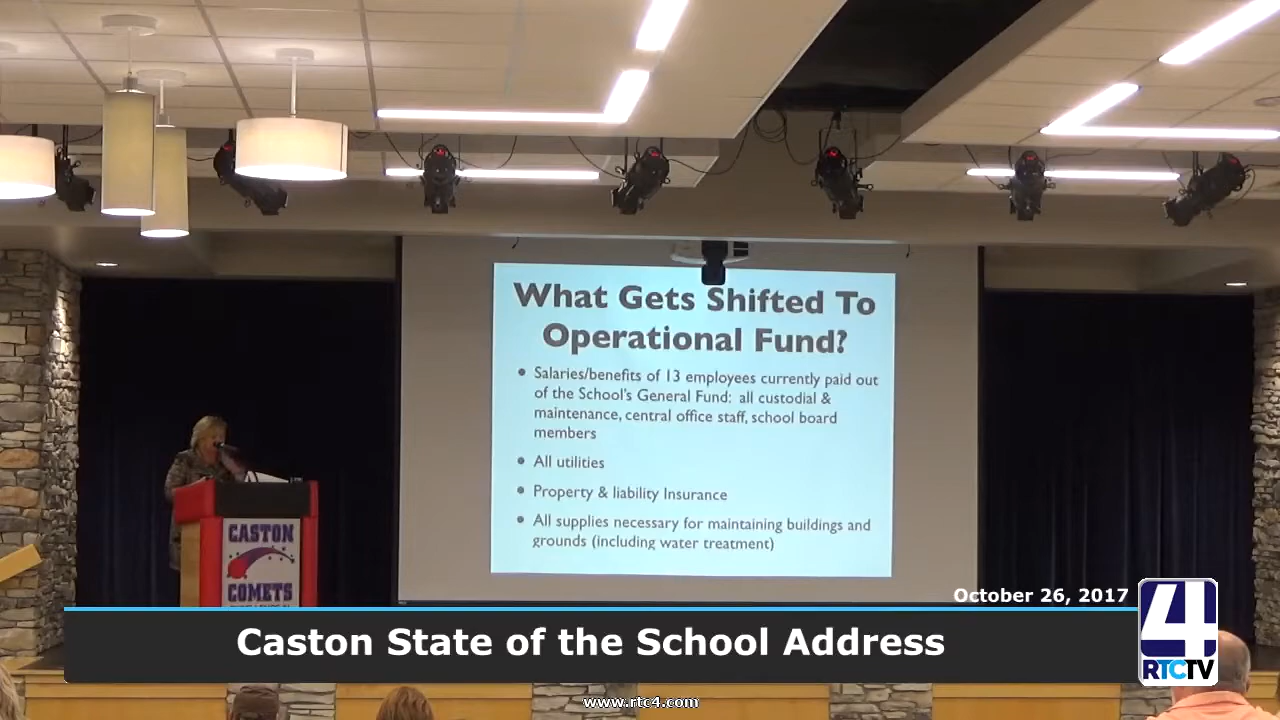 What Gets Shifted To
Operational Fund?
• Salaries/benefits of 13 employees currently paid out
of the School's General Fund: all custodial &
maintenance, central office staff, school board
members
• All utilities
• Property & liability Insurance
• All supplies necessary for maintaining buildings and
grounds (including water treatment)
CASTON
COMETS
October 26, 2017
Caston State of the School Address
4
RTCTV
www.rtc4.com